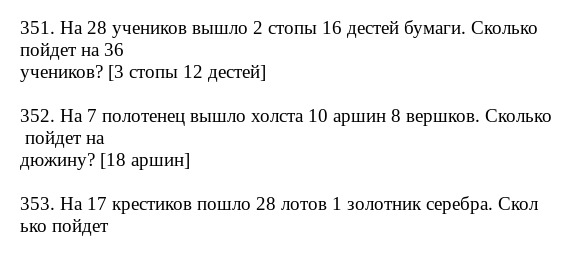 351. На 28 учеников вышло 2 стопы 16 дестей бумаги. Сколько
пойдет на 36
учеников? [3 стопы 12 дестей]
352. На 7 полотенец вышло холста 10 аршин 8 вершков. Сколько
пойдет на
дюжину? [18 аршин]
353. На 17 крестиков пошло 28 лотов 1 золотник серебра. Скол
ько пойдет